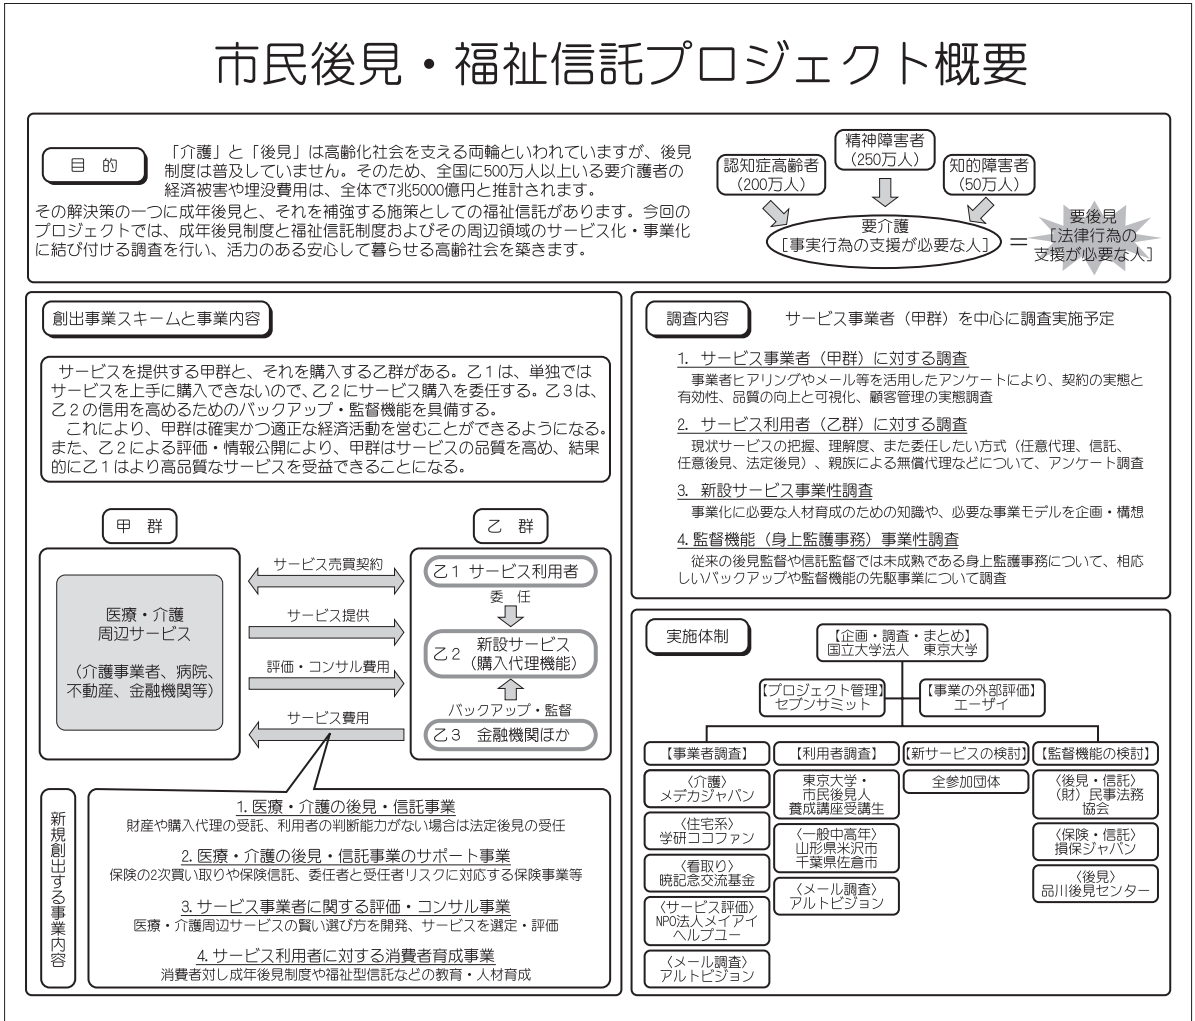 市民後見・福祉信託プロジェクト概要
目　的
「介護」と「後見」は高齢化社会を支える両輪といわれていますが、後見
制度は普及していません。そのため、全国に500万人以上いる要介護者の
経済被害や埋没費用は、全体で7兆5000億円と推計されます。
その解決策の一つに成年後見と、それを補強する施策としての福祉信託があります。今回の
プロジェクトでは、成年後見制度と福祉信託制度およびその周辺領域のサービス化・事業化
に結び付ける調査を行い、活力のある安心して暮らせる高齢社会を築きます。
認知症高齢者
（200万人）
精神障害者
（250万人）
知的障害者
（50万人）
要介護
［事実行為の支援が必要な人］
＝
要後見
［法律行為の
支援が必要な人］
創出事業スキームと事業内容
サービスを提供する甲群と、それを購入する乙群がある。乙１は、単独では
サービスを上手に購入できないので、乙２にサービス購入を委任する。乙３は、
乙２の信用を高めるためのバックアップ・監督機能を具備する。
これにより、甲群は確実かつ適正な経済活動を営むことができるようになる。
また、乙２による評価・情報公開により、甲群はサービスの品質を高め、結果
的に乙１はより高品質なサービスを受益できることになる。
甲　群
医療・介護
周辺サービス
（介護事業者、病院、
不動産、金融機関等）
サービス売買契約
サービス提供
評価・コンサル費用
サービス費用
乙　群
乙１ サービス利用者
委　任
乙２ 新設サービス
（購入代理機能）
バックアップ・監督
乙３ 金融機関ほか
新規創出する事業内容
1. 医療・介護の後見・信託事業
財産や購入代理の受託、利用者の判断能力がない場合は法定後見の受任
2. 医療・介護の後見・信託事業のサポート事業
保険の2次買い取りや保険信託、委任者と受任者リスクに対応する保険事業等
3. サービス事業者に関する評価・コンサル事業
医療・介護周辺サービスの賢い選び方を開発、サービスを選定・評価
4. サービス利用者に対する消費者育成事業
消費者対し成年後見制度や福祉型信託などの教育・人材育成
調査内容
サービス事業者（甲群）を中心に調査実施予定
1. サービス事業者（甲群）に対する調査
事業者ヒアリングやメール等を活用したアンケートにより、契約の実態と
有効性、品質の向上と可視化、顧客管理の実態調査
2. サービス利用者（乙群）に対する調査
現状サービスの把握、理解度、また委任したい方式（任意代理、信託、
任意後見、法定後見）、親族による無償代理などについて、アンケート調査
3. 新設サービス事業性調査
事業化に必要な人材育成のための知識や、必要な事業モデルを企画・構想
4. 監督機能（身上監護事務）事業性調査
従来の後見監督や信託監督では未成熟である身上監護事務について、相応
しいバックアップや監督機能の先駆事業について調査
実施体制
【企画・調査・まとめ】
国立大学法人　東京大学
【プロジェクト管理】
セブンサミット
【事業の外部評価】
エーザイ
【事業者調査】
〈介護〉
メデカジャパン
〈住宅系〉
学研ココファン
〈看取り〉
暁記念交流基金
〈サービス評価〉
NPO法人メイアイ
ヘルプユー
〈メール調査〉
アルトビジョン
【利用者調査】
東京大学・
市民後見人
養成講座受講生
〈一般中高年〉
山形県米沢市
千葉県佐倉市
〈メール調査〉
アルトビジョン
【新サービスの検討】
全参加団体
【監督機能の検討】
〈後見・信託〉
（財）民事法務
協会
〈保険・信託〉
損保ジャパン
〈後見〉
品川後見センター